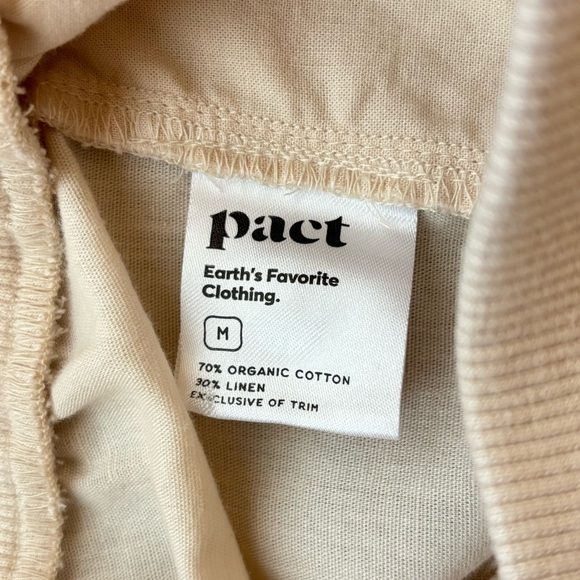 pact
Earth's Favorite
Clothing.
M
70% ORGANIC COTTON
30% LINEN
EXCLUSIVE OF TRIM